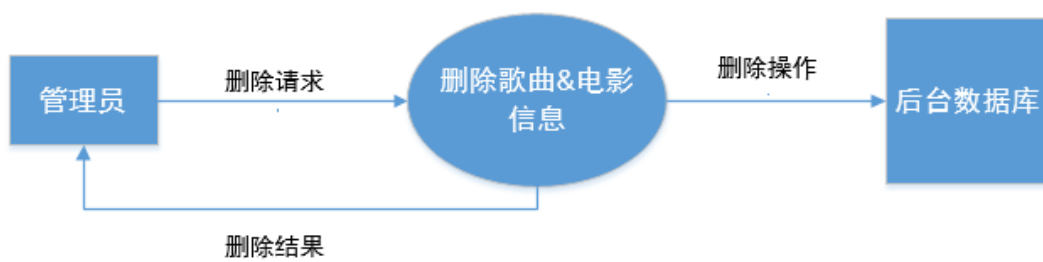 管理员
删除请求
删除歌曲&电影
信息
删除操作
后台数据库
删除结果